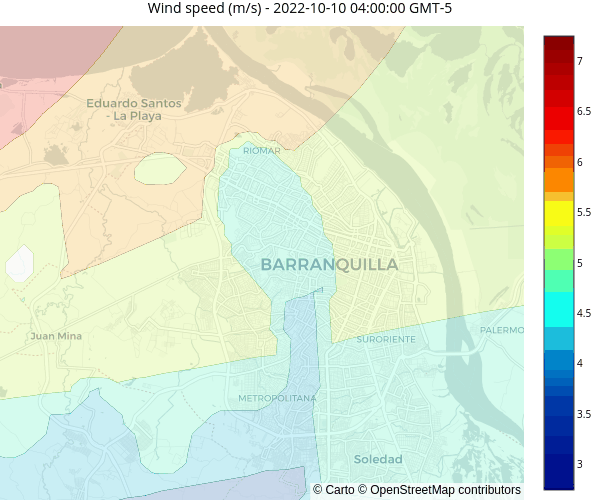 Wind speed (m/s) - 2022-10-10 04:00:00 GMT-5
Eduardo Santos
- La Playa
RIOMAR
BARRANQUILLA
Juan Mina
SURORIENTE
PALERMO
METROPOLITANA
Soledad
© Carto © OpenStreetMap contributors
7
6.5
6
5.5
5
4.5
4
3.5
3